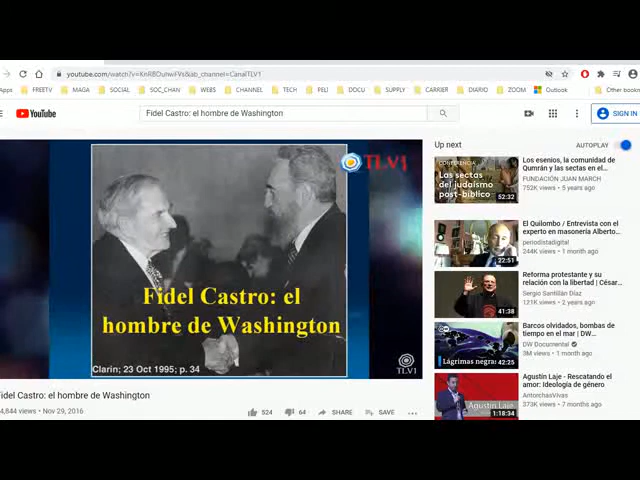 youtube.com/watch?v=KnRBDuhwiFVs&ab_channel=CanalTLV1
Apps
FREE
BANFO
WEBS
MAGA
SOCIAL
SOC_CHAN
CHANNEL
TECH
PELI
DOCU
SUPPLY
CARRIER
DIARIO
ZOOM
Outlook
YouTube
Fidel Castro: el hombre de Washington
SIGN IN
TLV1
Fidel Castro: el
hombre de Washington
Clarin; 23 Oct 1995; p. 34
TLV1
Fidel Castro: el hombre de Washington
4,844 views • Nov 29, 2016
524
64
SHARE
SAVE
Up next
AUTOPLAY
CONFERENCIA
Las sectas
del judaísmo
post-bíblico
52:32
Los esenios, la comunidad de
Qumrán y las sectas en el...
FUNDACIÓN JUAN MARCH
752K views • 5 years ago
22:51
El Quilombo / Entrevista con el
experto en masonería Alberto...
periodistadigital
244K views • 1 month ago
41:38
Reforma protestante y su
relación con la libertad | César...
Sergio Santillán Díaz
121K views • 2 years ago
Lágrimas negras
42:25
Barcos olvidados, bombas de
tiempo en el mar | DW...
DW Documental
3M views • 1 month ago
Agustín Laje
1:18:34
Agustín Laje - Rescatando el
amor: Ideología de género
AntorchasVivas
373K views • 7 months ago